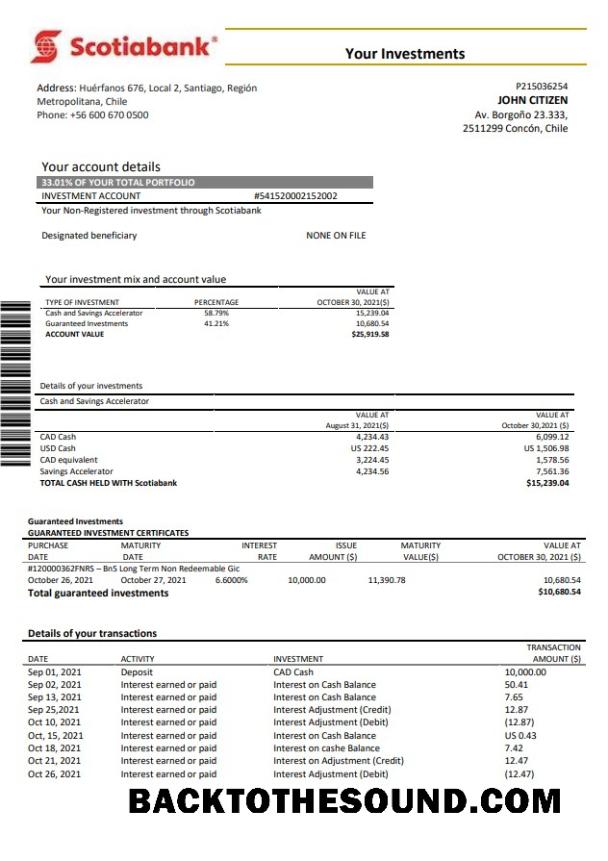 Scotiabank®
Your Investments
Address: Huérfanos 676, Local 2, Santiago, Región
Metropolitana, Chile
Phone: +56 600 670 0500
P215036254
JOHN CITIZEN
Av. Borgoño 23.333,
2511299 Concón, Chile
Your account details
33.01% OF YOUR TOTAL PORTFOLIO
INVESTMENT ACCOUNT #541520002152002
Your Non-Registered investment through Scotiabank
Designated beneficiary NONE ON FILE
Your investment mix and account value
VALUE AT
TYPE OF INVESTMENT PERCENTAGE OCTOBER 30, 2021($)
Cash and Savings Accelerator 58.79% 15,239.04
Guaranteed Investments 41.21% 10,680.54
ACCOUNT VALUE $25,919.58
Details of your investments
Cash and Savings Accelerator
VALUE AT VALUE AT
August 31, 2021($) October 30,2021 ($)
CAD Cash 4,234.43 6,099.12
USD Cash US 222.45 US 1,506.98
CAD equivalent 3,224.45 1,578.56
Savings Accelerator 4,234.56 7,561.36
TOTAL CASH HELD WITH Scotiabank $15,239.04
Guaranteed Investments
GUARANTEED INVESTMENT CERTIFICATES
PURCHASE MATURITY INTEREST ISSUE MATURITY VALUE AT
DATE DATE RATE AMOUNT ($) VALUE($) OCTOBER 30, 2021 ($)
#120000362FNRS – Bn5 Long Term Non Redeemable Gic
October 26, 2021 October 27, 2021 6.6000% 10,000.00 11,390.78 10,680.54
Total guaranteed investments $10,680.54
Details of your transactions
TRANSACTION
DATE ACTIVITY INVESTMENT AMOUNT ($)
Sep 01, 2021 Deposit CAD Cash 10,000.00
Sep 02, 2021 Interest earned or paid Interest on Cash Balance 50.41
Sep 13, 2021 Interest earned or paid Interest on Cash Balance 7.65
Sep 25,2021 Interest earned or paid Interest Adjustment (Credit) 12.87
Oct 10, 2021 Interest earned or paid Interest Adjustment (Debit) (12.87)
Oct, 15, 2021 Interest earned or paid Interest on Cash Balance US 0.43
Oct 18, 2021 Interest earned or paid Interest on cashe Balance 7.42
Oct 21, 2021 Interest earned or paid Interest on Adjustment (Credit) 12.47
Oct 26, 2021 Interest earned or paid Interest Adjustment (Debit) (12.47)
BACKTOTHESOUND.COM